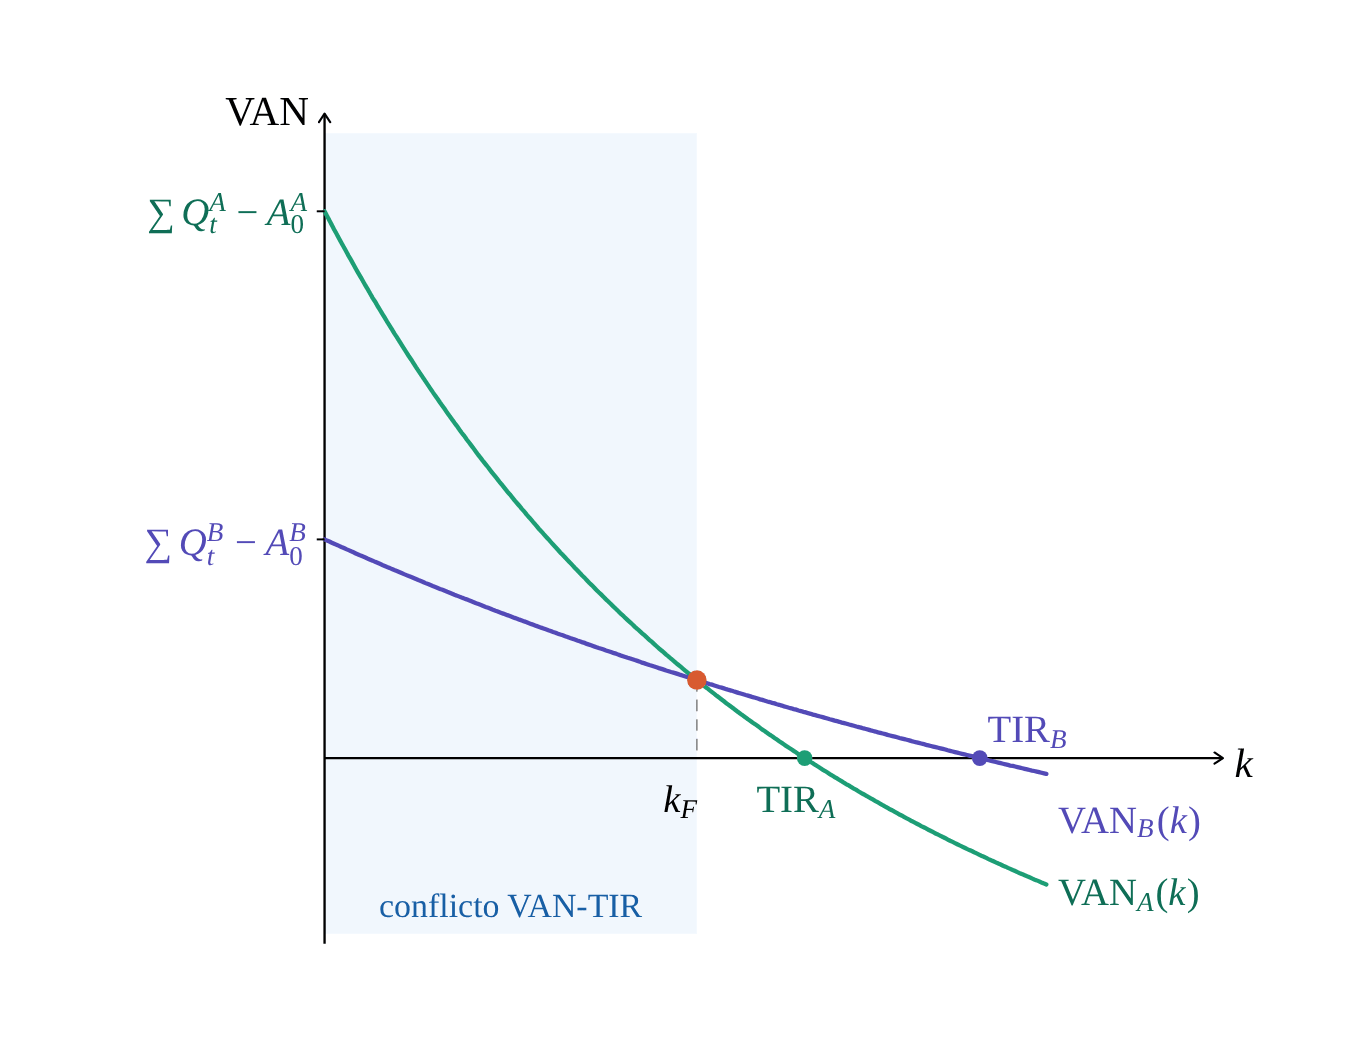 VAN
∑ Q_t^A − A_0^A
∑ Q_t^B − A_0^B
TIR_B
k
k_F
TIR_A
VAN_B(k)
VAN_A(k)
conflicto VAN-TIR